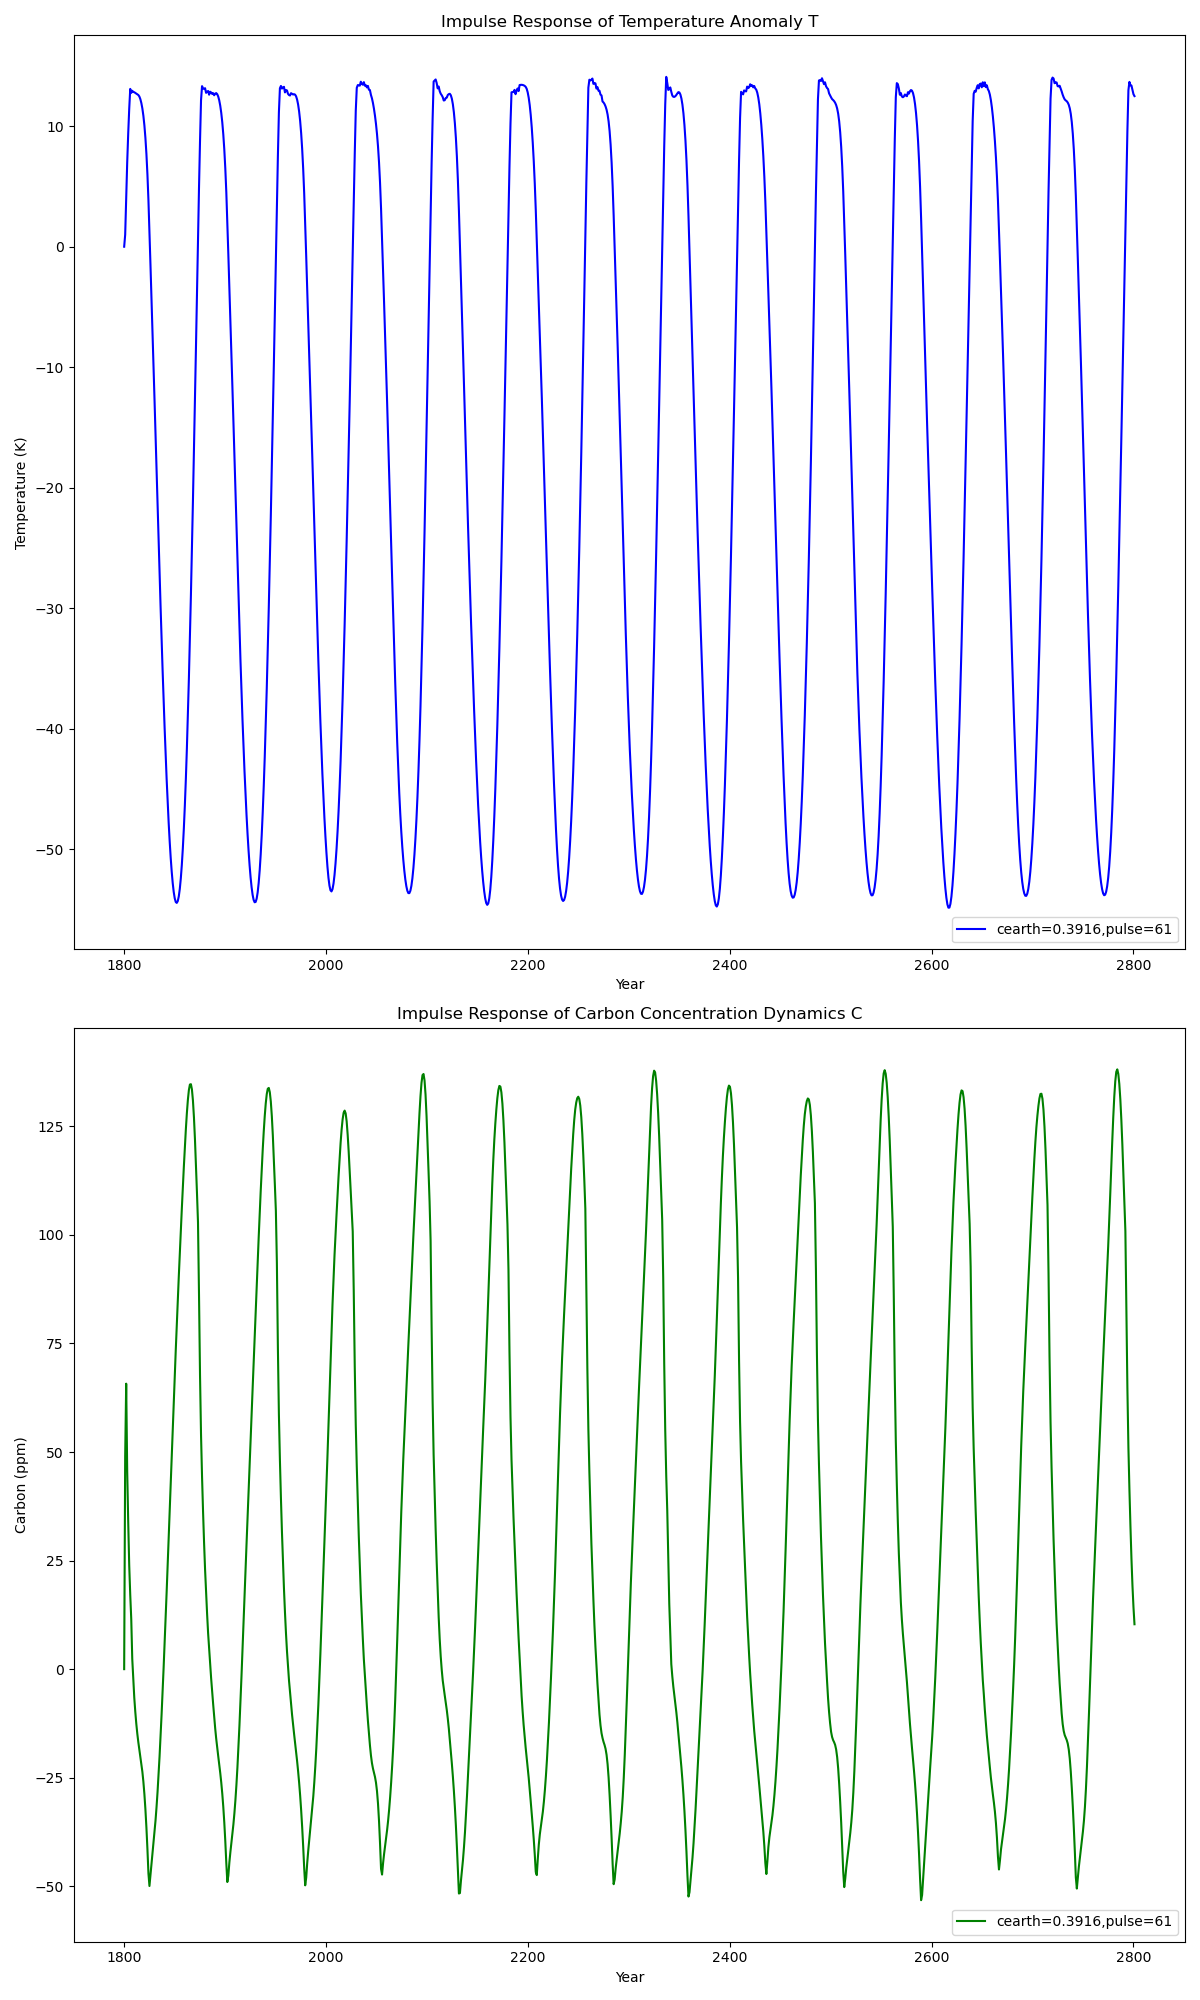 Impulse Response of Temperature Anomaly T
Temperature (K)
10
0
−10
−20
−30
−40
−50
cearth=0.3916,pulse=61
1800 2000 2200 2400 2600 2800
Year
Impulse Response of Carbon Concentration Dynamics C
Carbon (ppm)
125
100
75
50
25
0
−25
−50
cearth=0.3916,pulse=61
1800 2000 2200 2400 2600 2800
Year